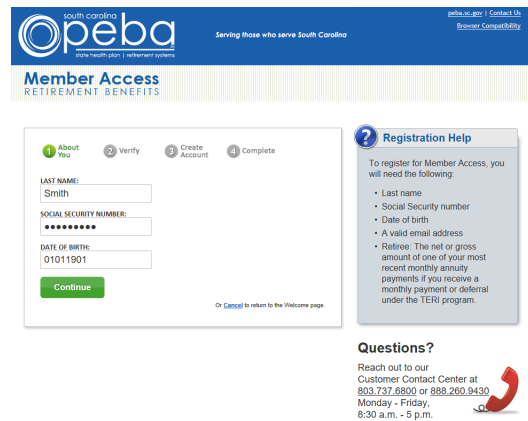 south carolina
peba
state health plan | retirement systems
Serving those who serve South Carolina
peba.sc.gov | Contact Us
Browser Compatibility
Member Access
RETIREMENT BENEFITS
1 About You
2 Verify
3 Create Account
4 Complete
LAST NAME:
Smith
SOCIAL SECURITY NUMBER:
•••••••••
DATE OF BIRTH:
01011901
Continue
Or Cancel to return to the Welcome page.
? Registration Help
To register for Member Access, you
will need the following:
• Last name
• Social Security number
• Date of birth
• A valid email address
• Retiree: The net or gross
amount of one of your most
recent monthly annuity
payments if you receive a
monthly payment or deferral
under the TERI program.
Questions?
Reach out to our
Customer Contact Center at
803.737.6800 or 888.260.9430
Monday - Friday,
8:30 a.m. - 5 p.m.